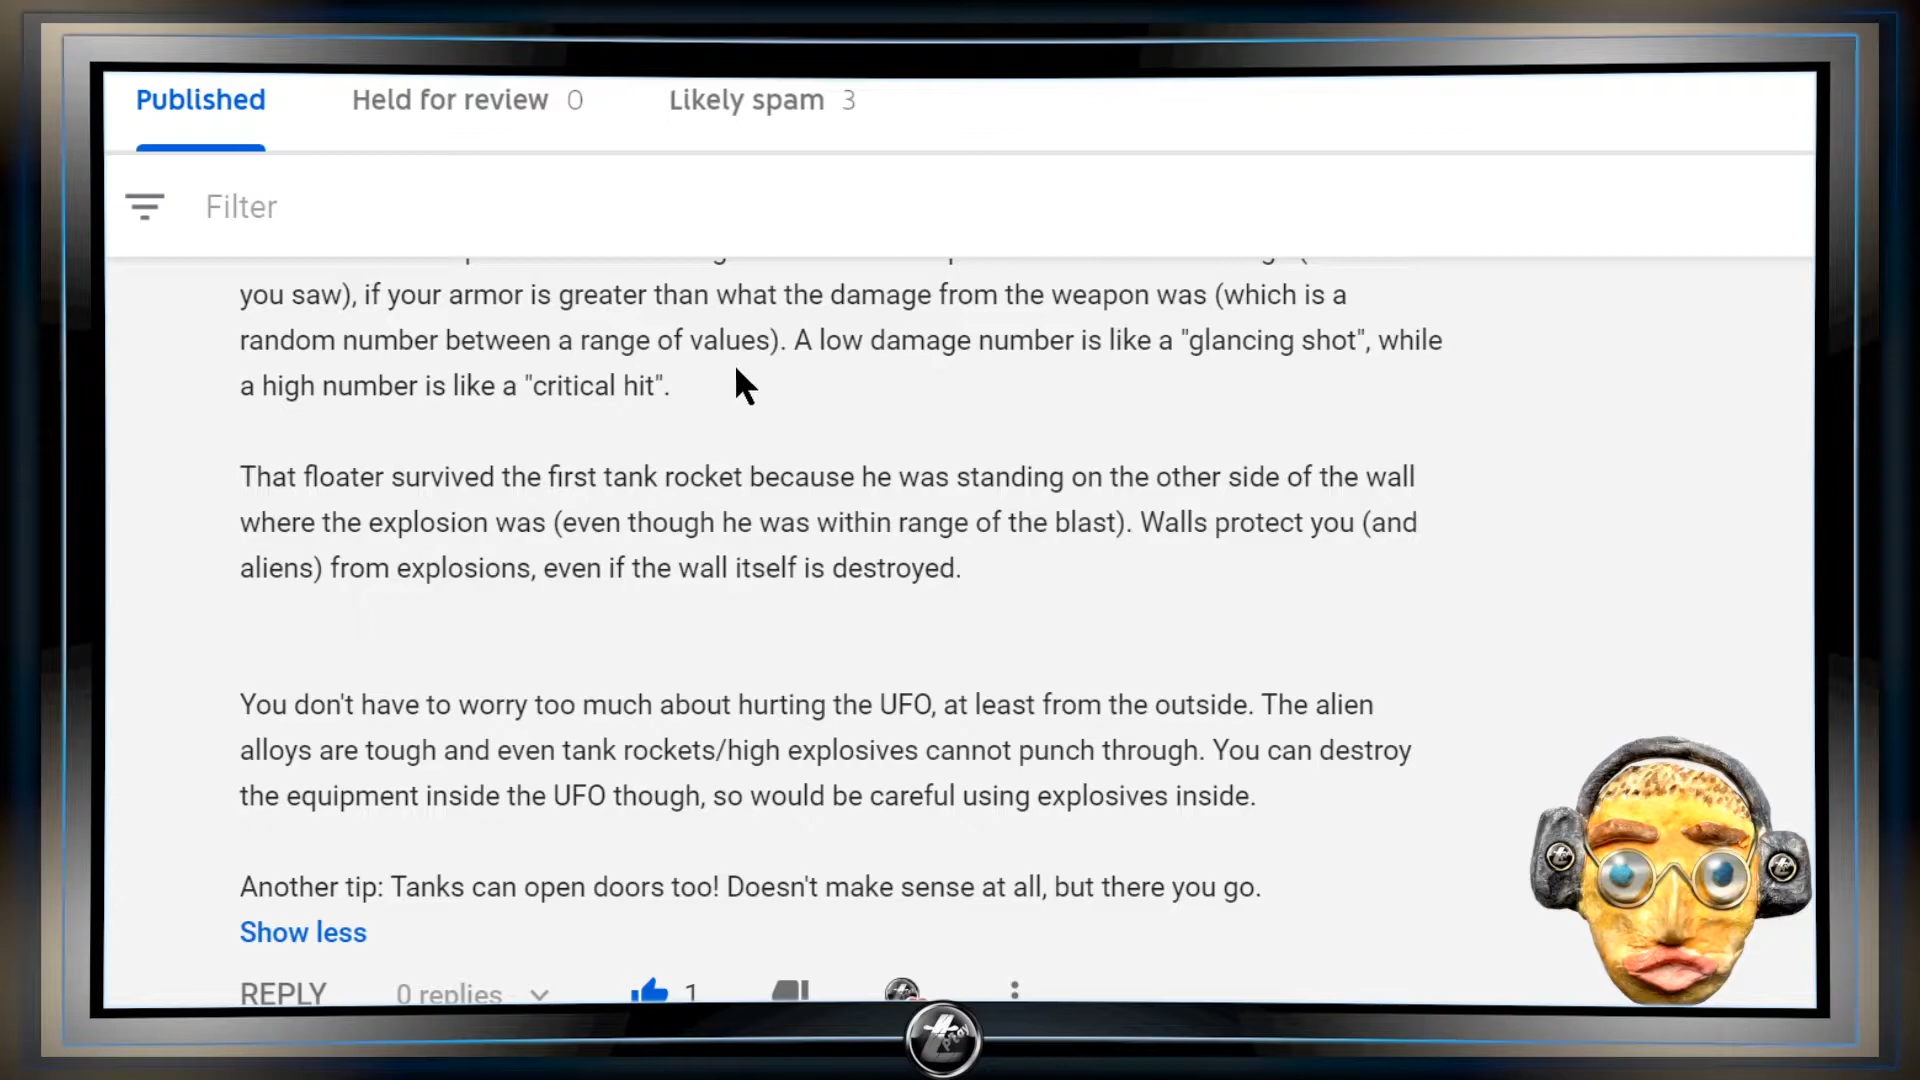 Published
Held for review 0
Likely spam 3
Filter
you saw), if your armor is greater than what the damage from the weapon was (which is a
random number between a range of values). A low damage number is like a "glancing shot", while
a high number is like a "critical hit".
That floater survived the first tank rocket because he was standing on the other side of the wall
where the explosion was (even though he was within range of the blast). Walls protect you (and
aliens) from explosions, even if the wall itself is destroyed.
You don't have to worry too much about hurting the UFO, at least from the outside. The alien
alloys are tough and even tank rockets/high explosives cannot punch through. You can destroy
the equipment inside the UFO though, so would be careful using explosives inside.
Another tip: Tanks can open doors too! Doesn't make sense at all, but there you go.
Show less
REPLY 0 replies 1